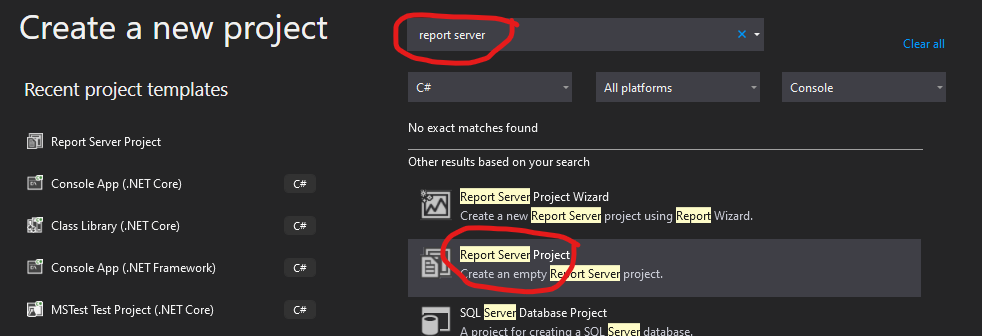 Create a new project
report server
Clear all
Recent project templates
C#
All platforms
Console
No exact matches found
Report Server Project
Other results based on your search
Console App (.NET Core)
C#
Report Server Project Wizard
Create a new Report Server project using Report Wizard.
Class Library (.NET Core)
C#
Report Server Project
Create an empty Report Server project.
Console App (.NET Framework)
C#
MSTest Test Project (.NET Core)
C#
SQL Server Database Project
A project for creating a SQL Server database.